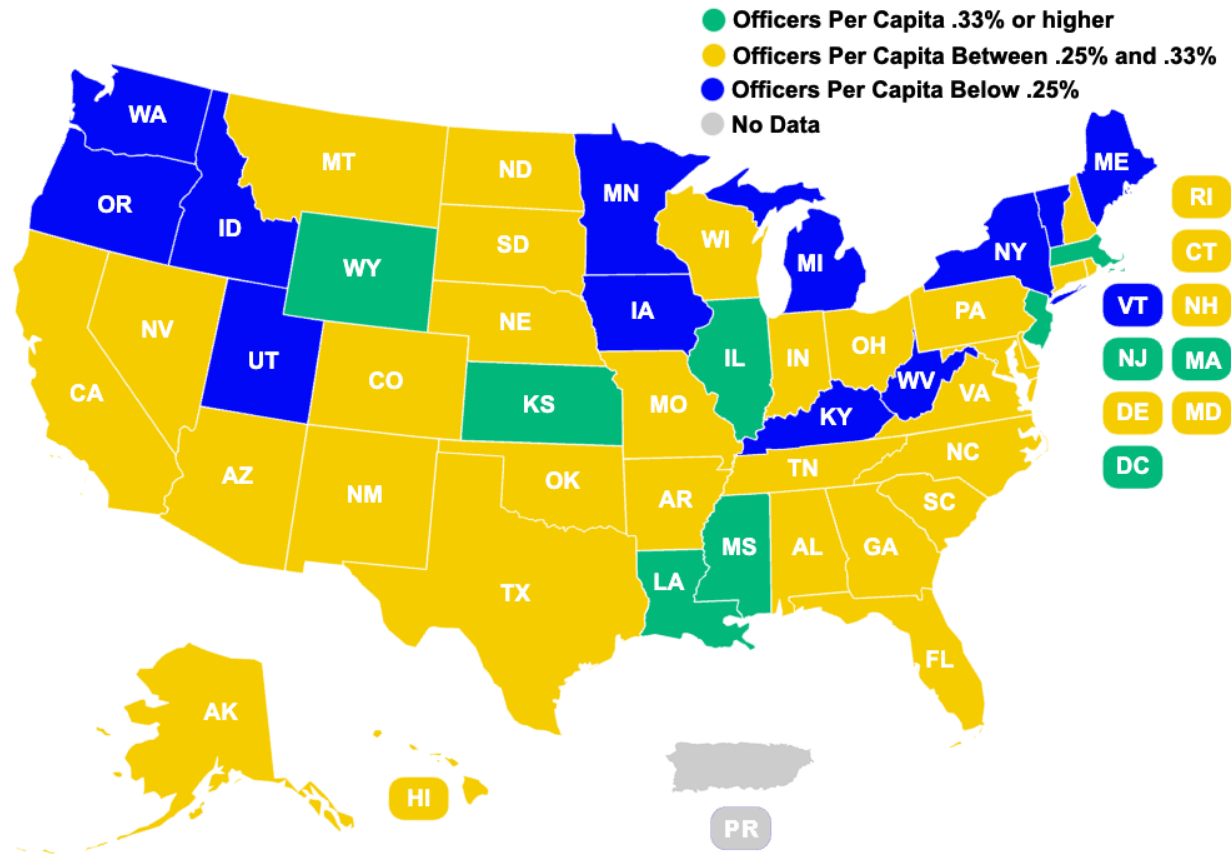 Officers Per Capita .33% or higher
Officers Per Capita Between .25% and .33%
Officers Per Capita Below .25%
No Data
WA
MT
ND
MN
ME
OR
ID
SD
WI
MI
NY
RI
CT
WY
VT
NH
NV
NE
IA
PA
UT
CO
IL
IN
OH
NJ
MA
CA
KS
MO
WV
VA
DE
MD
KY
AZ
NM
OK
TN
NC
DC
AR
SC
TX
LA
MS
AL
GA
FL
AK
HI
PR